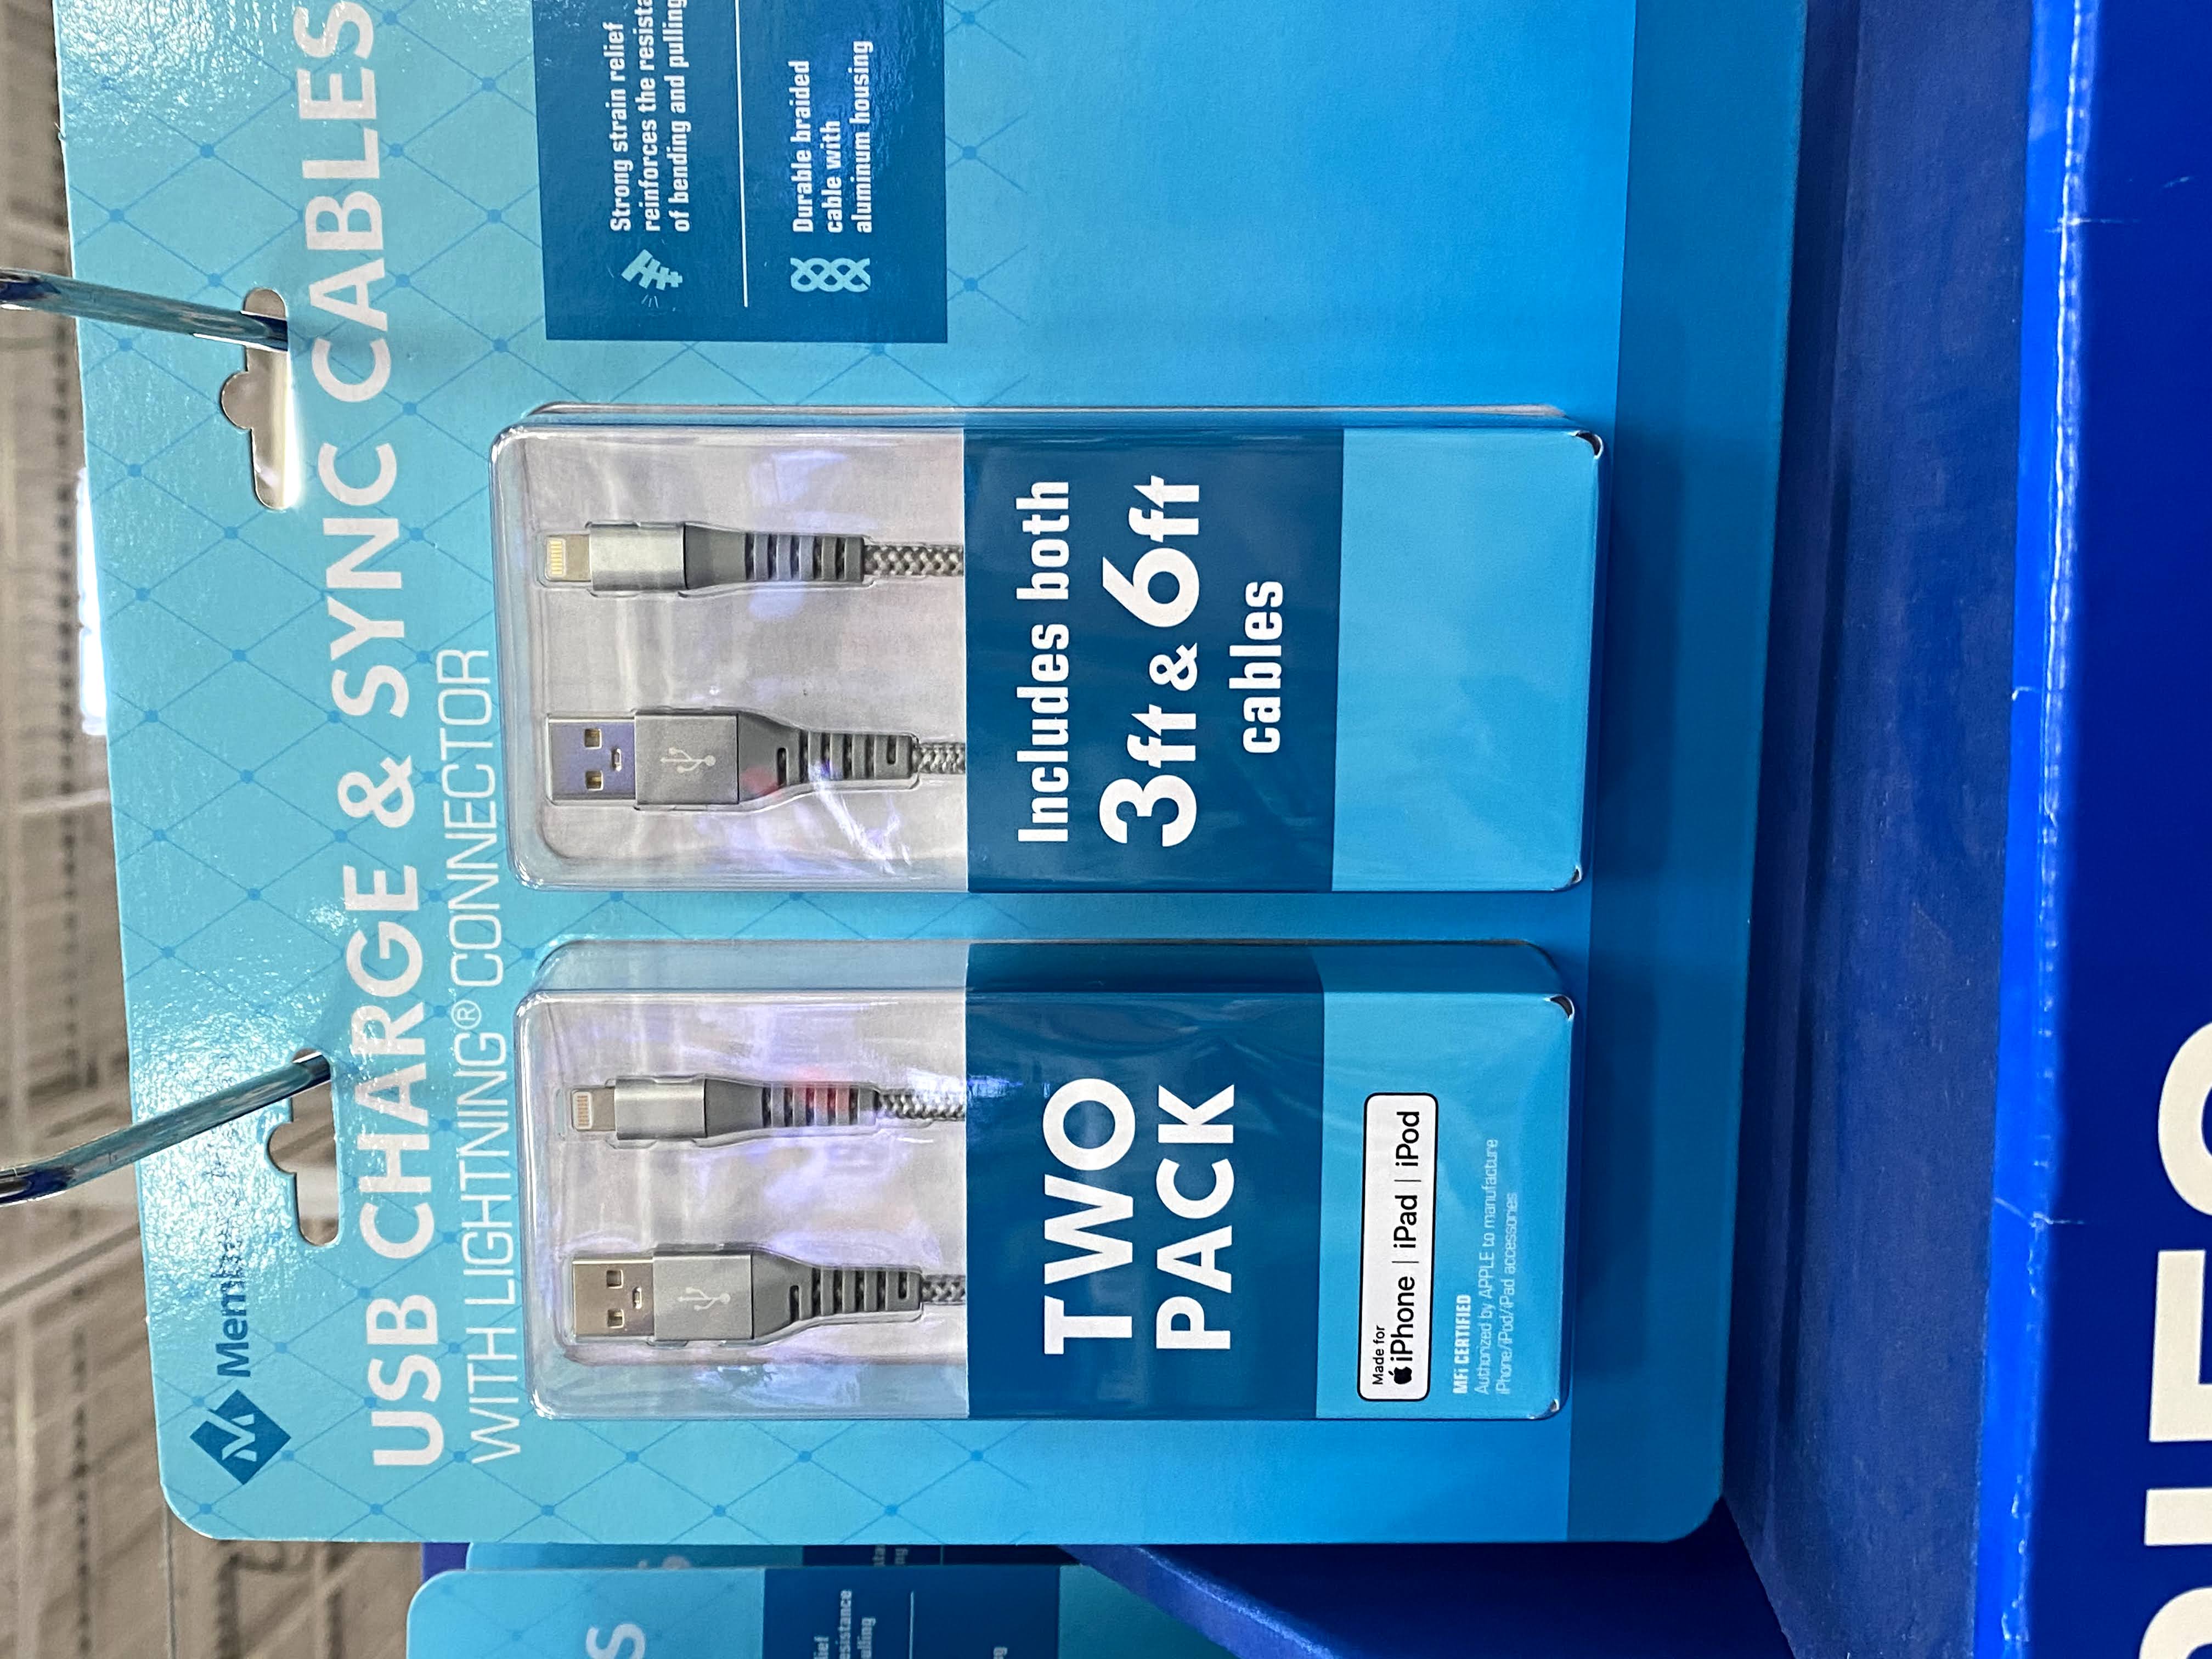 USB CHARGE & SYNC CABLES
WITH LIGHTNING® CONNECTOR
Strong strain relief
reinforces the
of bending and pulling
Durable braided
cable with
aluminum housing
TWO
PACK
Includes both
3ft & 6ft
cables
Made for
iPhone | iPad | iPod
MFi CERTIFIED
Authorized by APPLE to manufacture
iPhone/iPod/iPad accessories